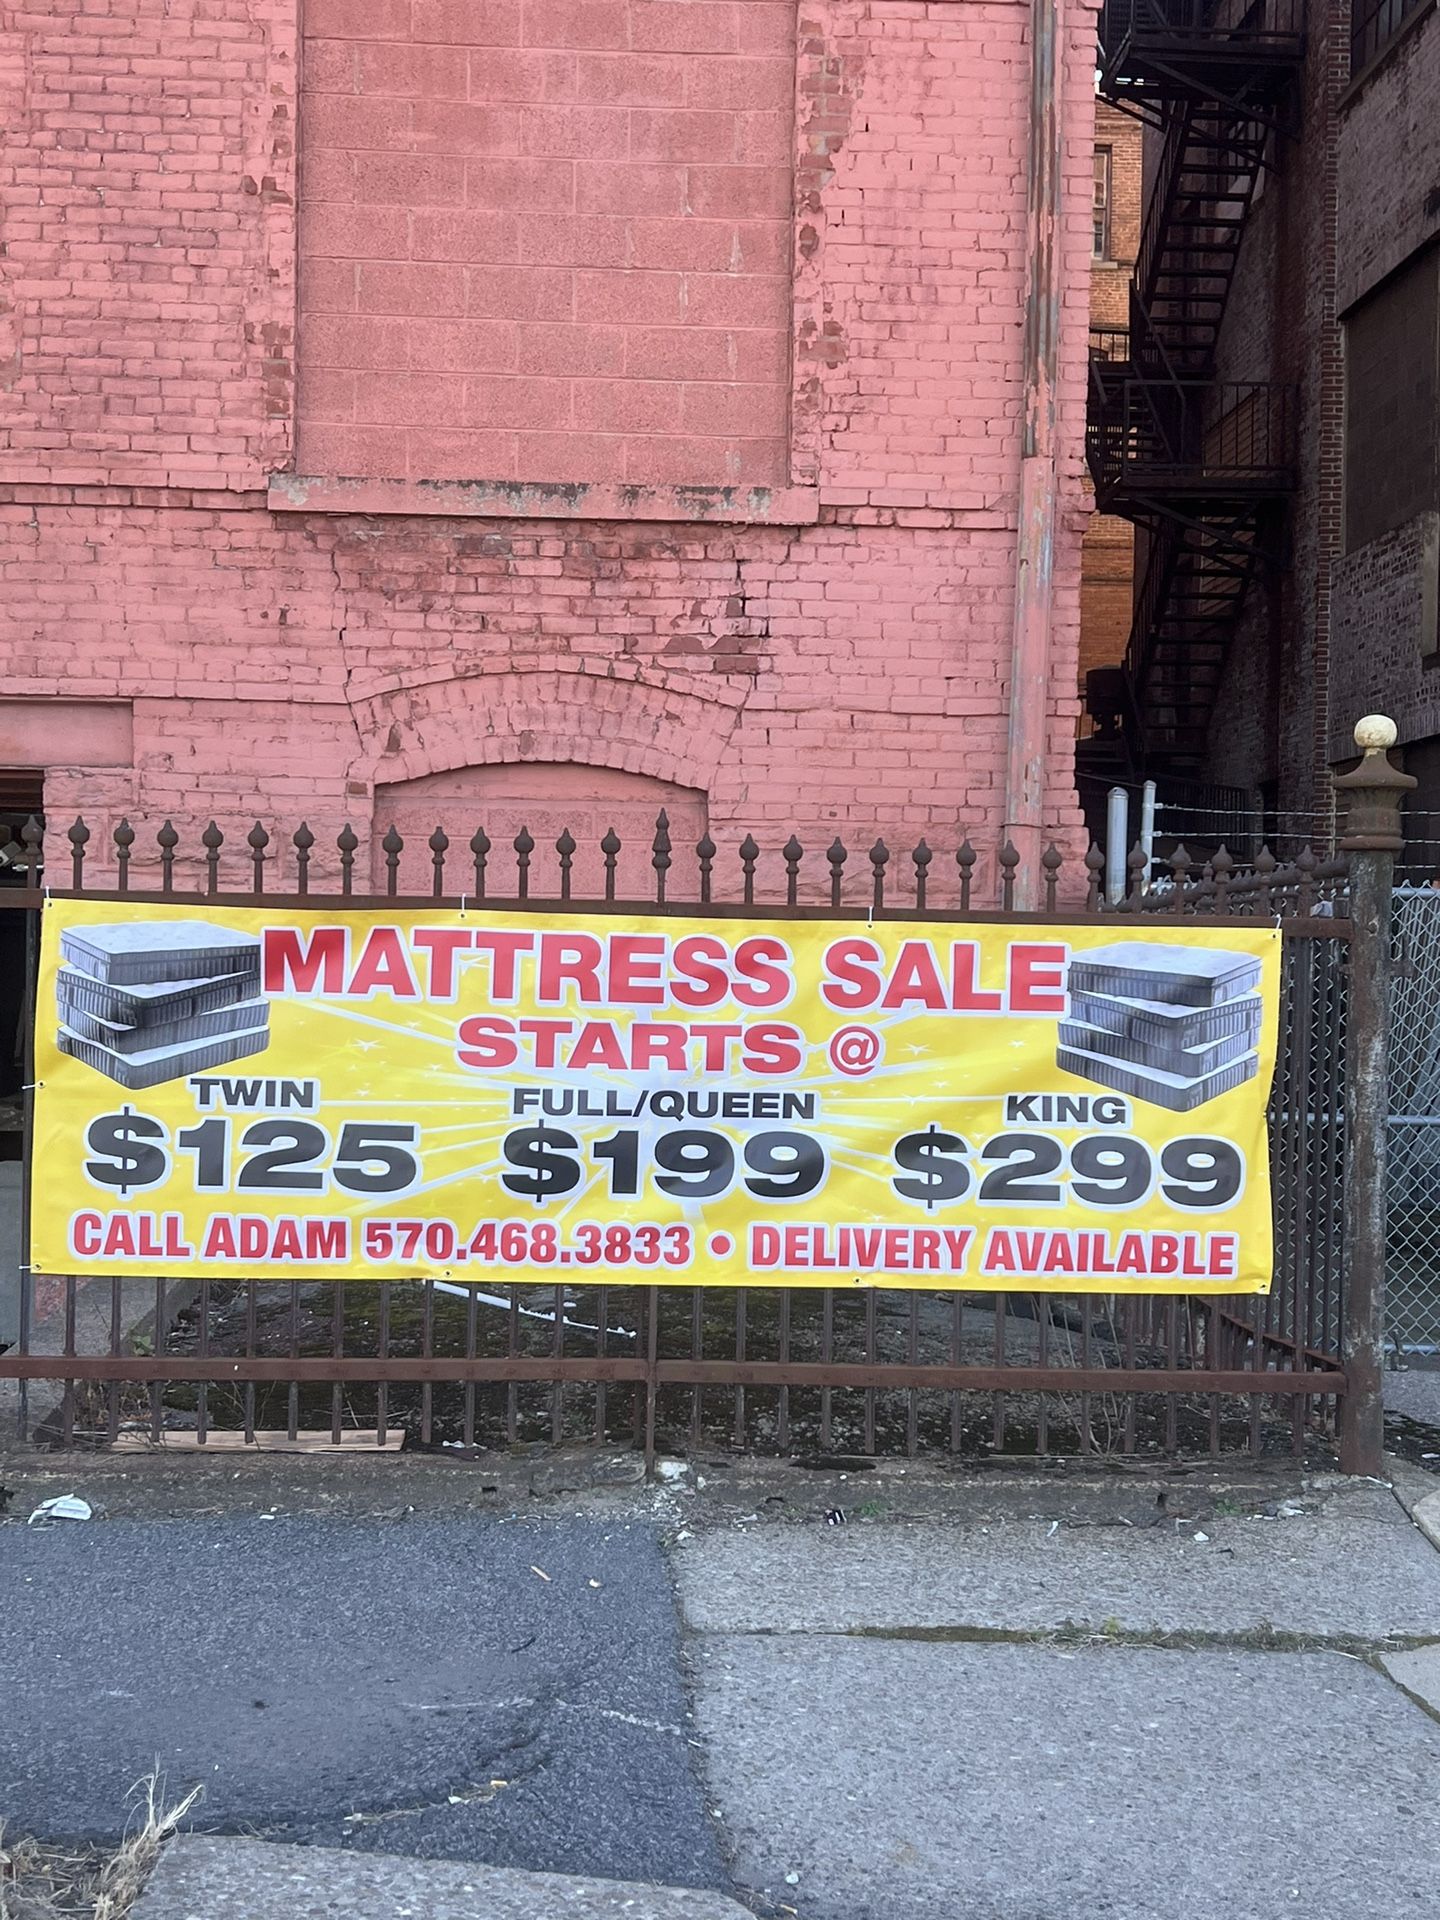 MATTRESS SALE
STARTS @
TWIN FULL/QUEEN KING
$125 $199 $299
CALL ADAM 570.468.3833 • DELIVERY AVAILABLE